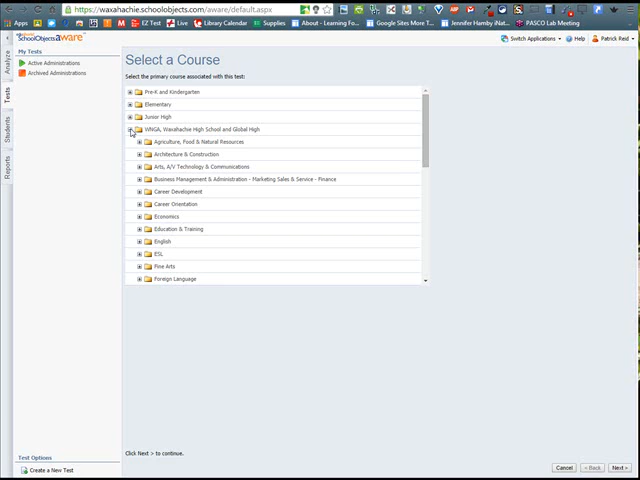 https://waxahachie.schoolobjects.com/aware/default.aspx
Apps
EZ Test
Live
Library Calendar
Supplies
About - Learning F...
Google Sites More T...
Jennifer Hamby iNat...
PASCO Lab Meeting
SchoolObjects aware
Switch Applications
Help
Patrick Reid
Analyze
Tests
Students
Reports
My Tests
Active Administrations
Archived Administrations
Select a Course
Select the primary course associated with this test:
Pre-K and Kindergarten
Elementary
Junior High
WNGA, Waxahachie High School and Global High
Agriculture, Food & Natural Resources
Architecture & Construction
Arts, A/V Technology & Communications
Business Management & Administration - Marketing Sales & Service - Finance
Career Development
Career Orientation
Economics
Education & Training
English
ESL
Fine Arts
Foreign Language
Click Next > to continue.
Test Options
Create a New Test
Cancel
< Back
Next >